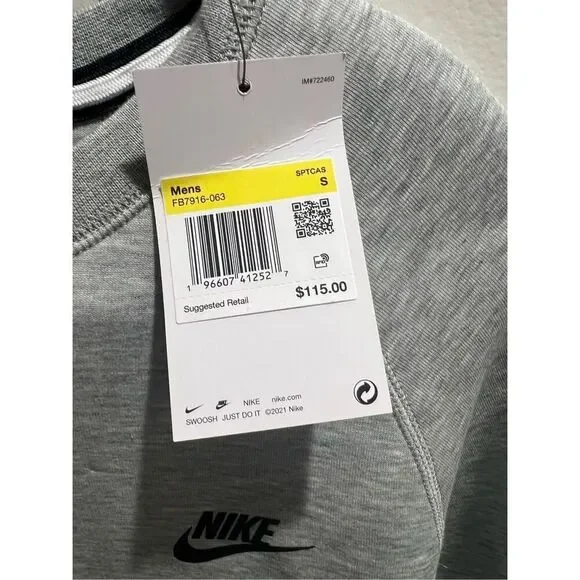 IM#722460
Mens SPTCAS
FB7916-063 S
1 96607 41252 7
RFID
Suggested Retail $115.00
NIKE nike.com
SWOOSH JUST DO IT ©2021 Nike
NIKE